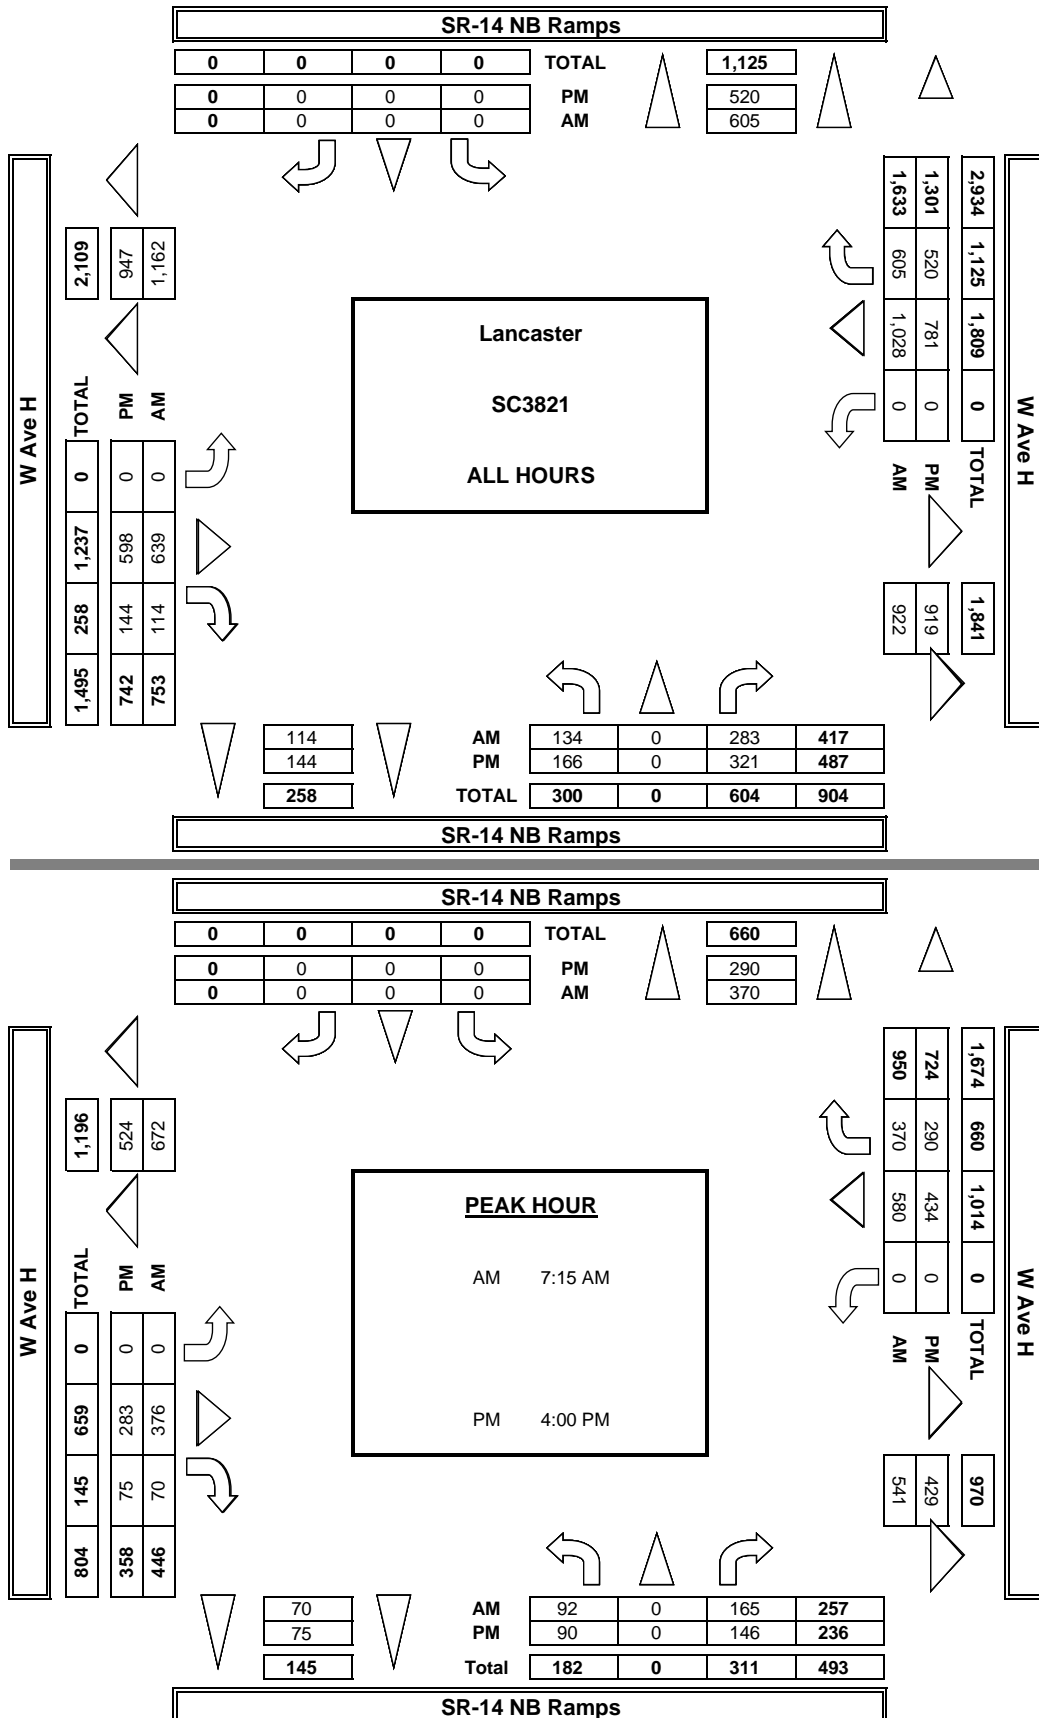 SR-14 NB Ramps
0 0 0 0 TOTAL 1,125
0 0 0 0 PM 520
0 0 0 0 AM 605
W Ave H
2,109
947
1,162
TOTAL 0 1,237 258 1,495
PM 0 598 144 742
AM 0 639 114 753
Lancaster
SC3821
ALL HOURS
2,934 1,125 1,809 0 TOTAL 1,841
1,301 520 781 0 PM 919
1,633 605 1,028 0 AM 922
W Ave H
114 AM 134 0 283 417
144 PM 166 0 321 487
258 TOTAL 300 0 604 904
SR-14 NB Ramps
SR-14 NB Ramps
0 0 0 0 TOTAL 660
0 0 0 0 PM 290
0 0 0 0 AM 370
W Ave H
1,196
524
672
TOTAL 0 659 145 804
PM 0 283 75 358
AM 0 376 70 446
PEAK HOUR
AM 7:15 AM
PM 4:00 PM
1,674 660 1,014 0 TOTAL 970
724 290 434 0 PM 429
950 370 580 0 AM 541
W Ave H
70 AM 92 0 165 257
75 PM 90 0 146 236
145 Total 182 0 311 493
SR-14 NB Ramps